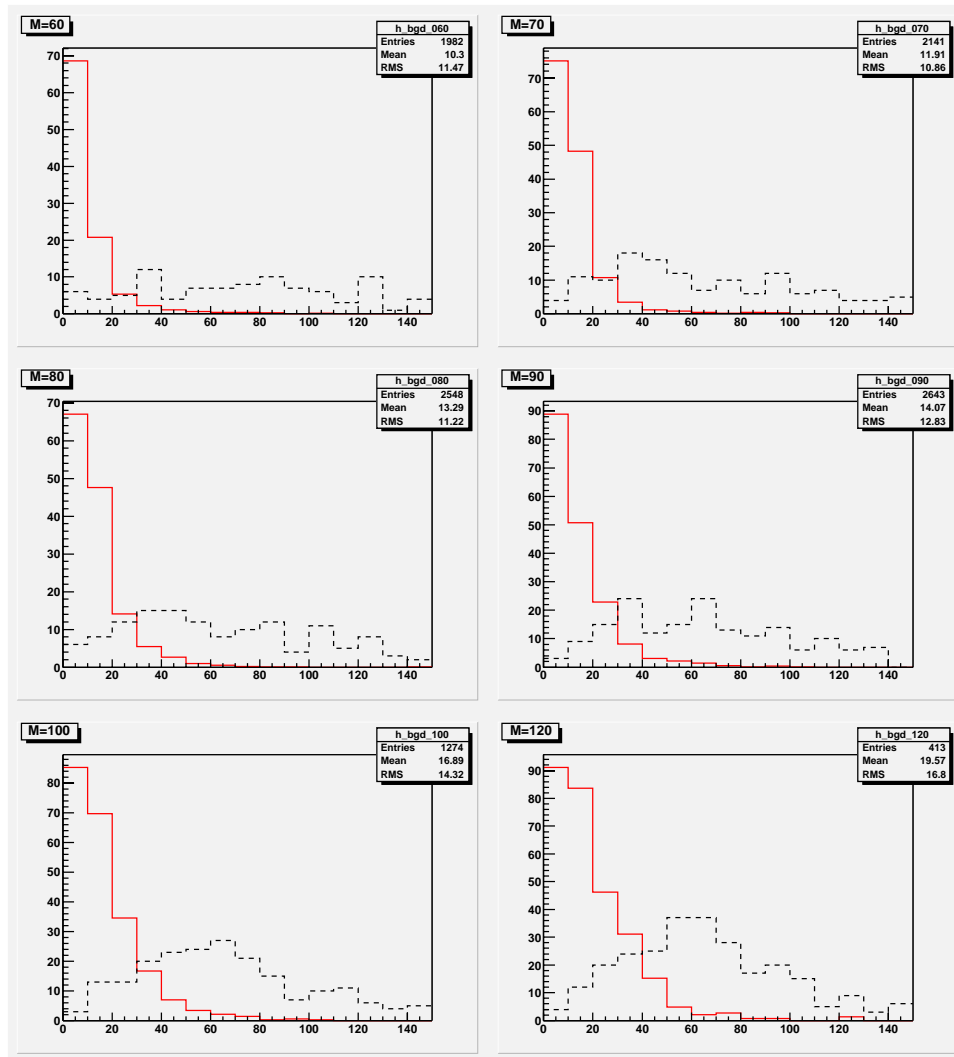 M=60
h_bgd_060
Entries 1982
Mean 10.3
RMS 11.47
70
60
50
40
30
20
10
0
0 20 40 60 80 100 120 140
M=70
h_bgd_070
Entries 2141
Mean 11.91
RMS 10.86
70
60
50
40
30
20
10
0
0 20 40 60 80 100 120 140
M=80
h_bgd_080
Entries 2548
Mean 13.29
RMS 11.22
70
60
50
40
30
20
10
0
0 20 40 60 80 100 120 140
M=90
h_bgd_090
Entries 2643
Mean 14.07
RMS 12.83
90
80
70
60
50
40
30
20
10
0
0 20 40 60 80 100 120 140
M=100
h_bgd_100
Entries 1274
Mean 16.89
RMS 14.32
80
70
60
50
40
30
20
10
0
0 20 40 60 80 100 120 140
M=120
h_bgd_120
Entries 413
Mean 19.57
RMS 16.8
90
80
70
60
50
40
30
20
10
0
0 20 40 60 80 100 120 140